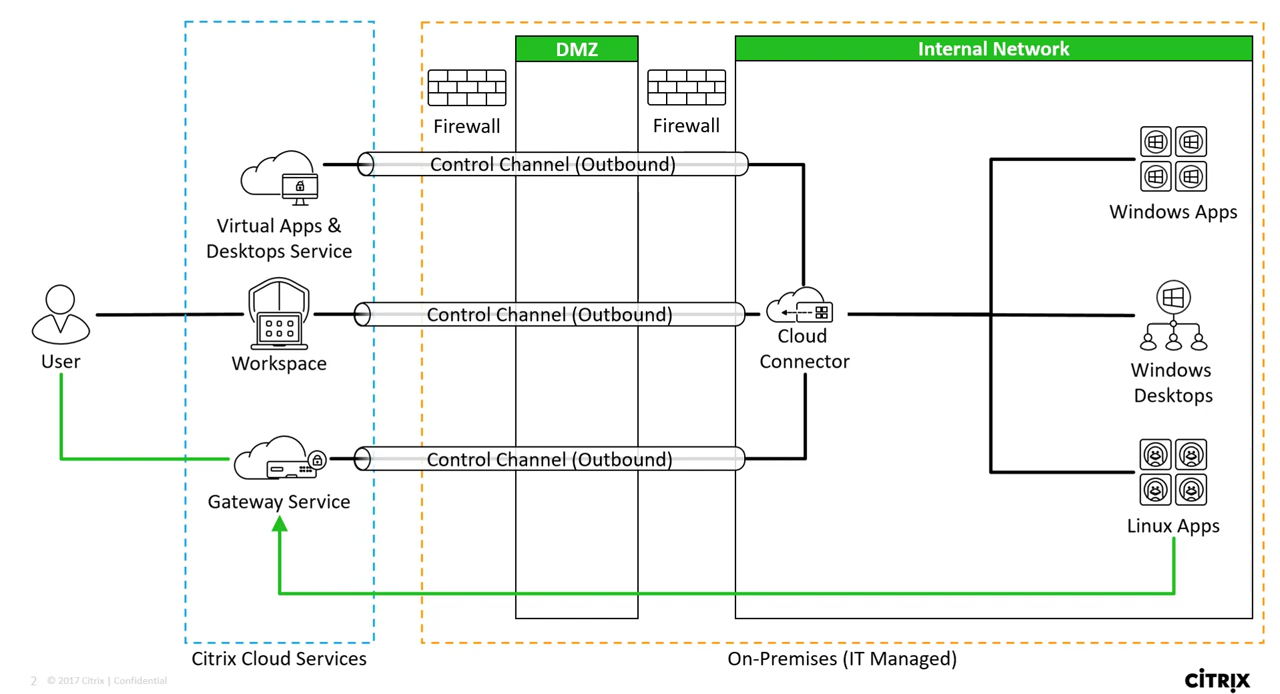 DMZ
Internal Network
Firewall
Firewall
Control Channel (Outbound)
Virtual Apps &
Desktops Service
Windows Apps
Control Channel (Outbound)
User
Workspace
Cloud
Connector
Windows
Desktops
Control Channel (Outbound)
Gateway Service
Linux Apps
Citrix Cloud Services
On-Premises (IT Managed)
2 © 2017 Citrix | Confidential
CITRIX